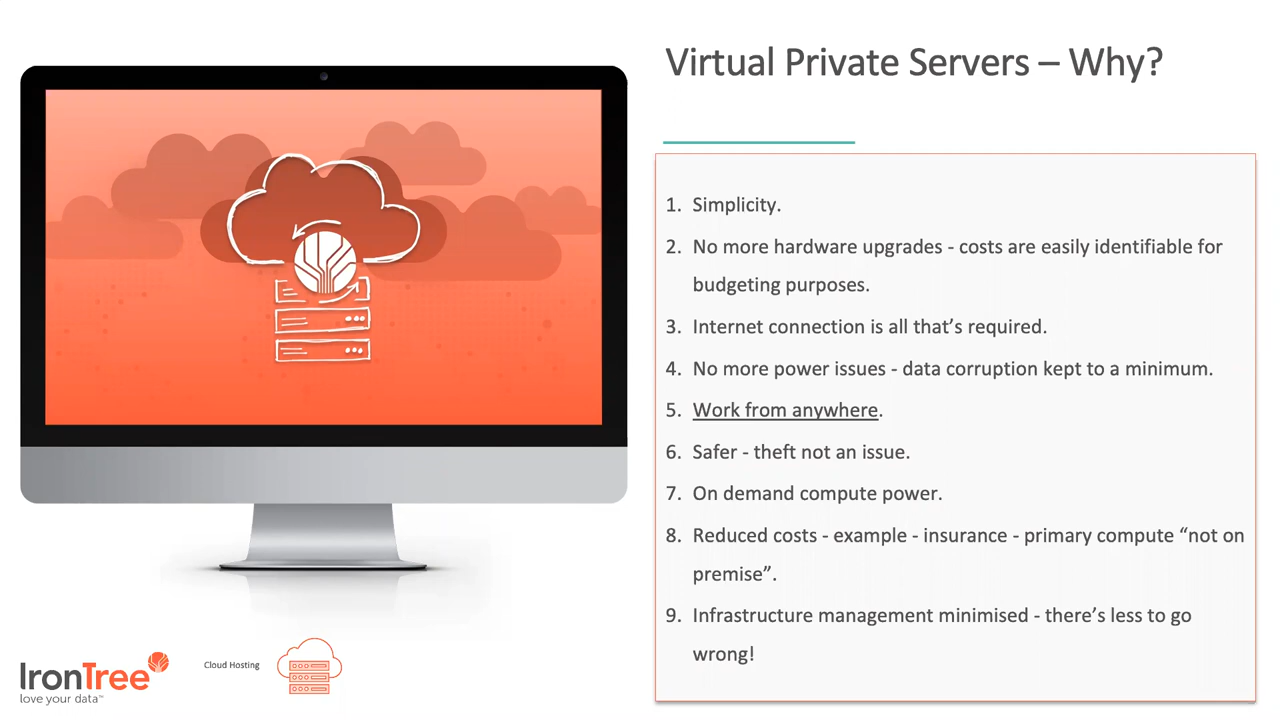 Virtual Private Servers – Why?
1. Simplicity.
2. No more hardware upgrades - costs are easily identifiable for
budgeting purposes.
3. Internet connection is all that’s required.
4. No more power issues - data corruption kept to a minimum.
5. Work from anywhere.
6. Safer - theft not an issue.
7. On demand compute power.
8. Reduced costs - example - insurance - primary compute “not on
premise”.
9. Infrastructure management minimised - there’s less to go
wrong!
IronTree
love your data™
Cloud Hosting